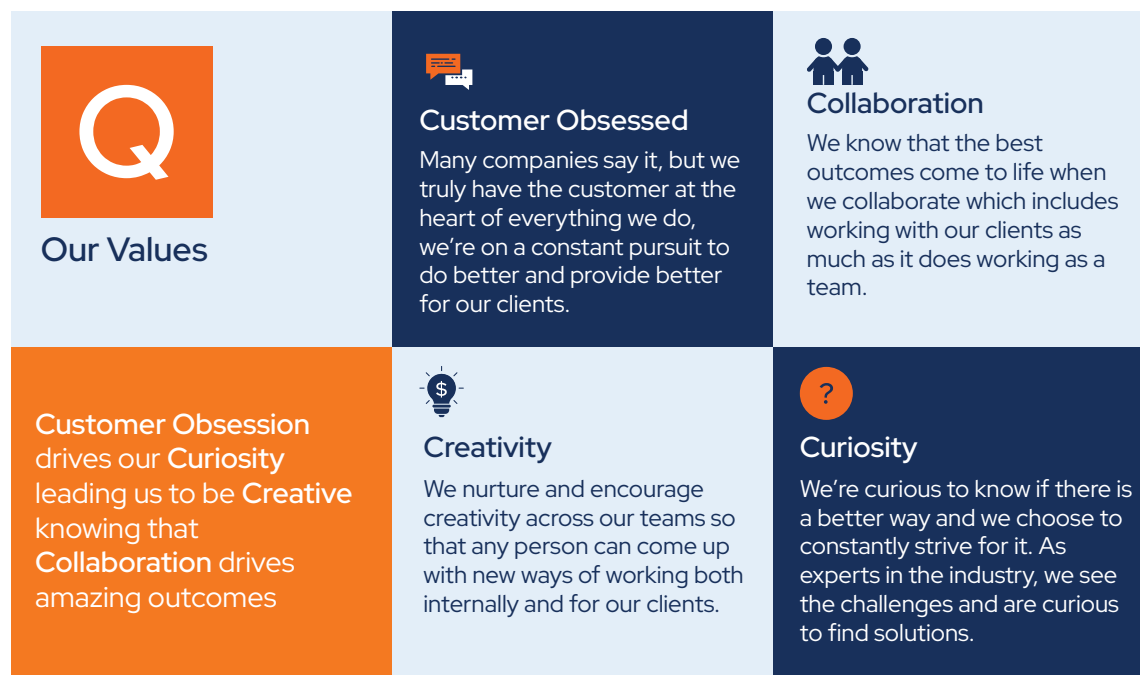 Q
Our Values
Customer Obsessed
Many companies say it, but we
truly have the customer at the
heart of everything we do,
we’re on a constant pursuit to
do better and provide better
for our clients.
Collaboration
We know that the best
outcomes come to life when
we collaborate which includes
working with our clients as
much as it does working as a
team.
Customer Obsession
drives our Curiosity
leading us to be Creative
knowing that
Collaboration drives
amazing outcomes
$
Creativity
We nurture and encourage
creativity across our teams so
that any person can come up
with new ways of working both
internally and for our clients.
?
Curiosity
We’re curious to know if there is
a better way and we choose to
constantly strive for it. As
experts in the industry, we see
the challenges and are curious
to find solutions.